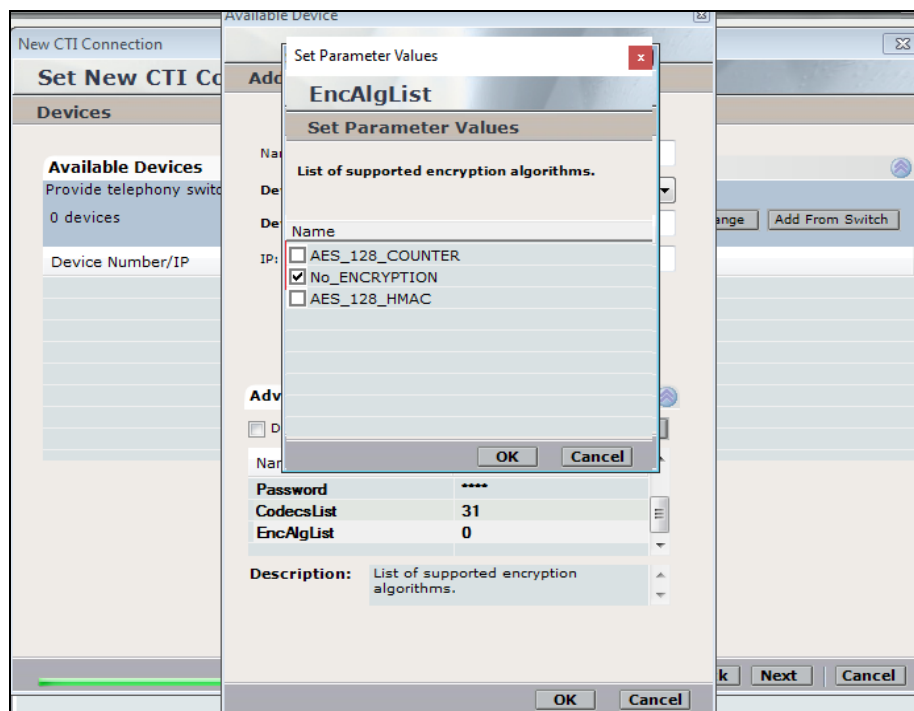 Available Device
New CTI Connection
Set New CTI Co
Devices
Available Devices
Provide telephony switc
0 devices
Device Number/IP
Add
Nar
De
De
IP:
Set Parameter Values
x
EncAlgList
Set Parameter Values
List of supported encryption algorithms.
Name
AES_128_COUNTER
No_ENCRYPTION
AES_128_HMAC
OK Cancel
ange Add From Switch
Adv
D
Nar
Password ****
CodecsList 31
EncAlgList 0
Description: List of supported encryption
algorithms.
OK Cancel
k Next Cancel